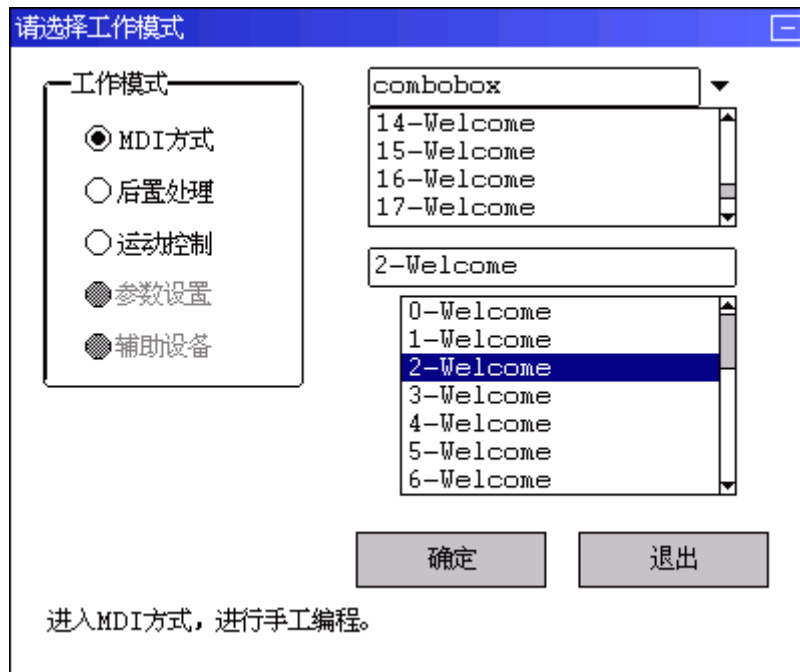 请选择工作模式
工作模式
MDI方式
后置处理
运动控制
参数设置
辅助设备
combobox
14-Welcome
15-Welcome
16-Welcome
17-Welcome
2-Welcome
0-Welcome
1-Welcome
2-Welcome
3-Welcome
4-Welcome
5-Welcome
6-Welcome
确定
退出
进入MDI方式，进行手工编程。